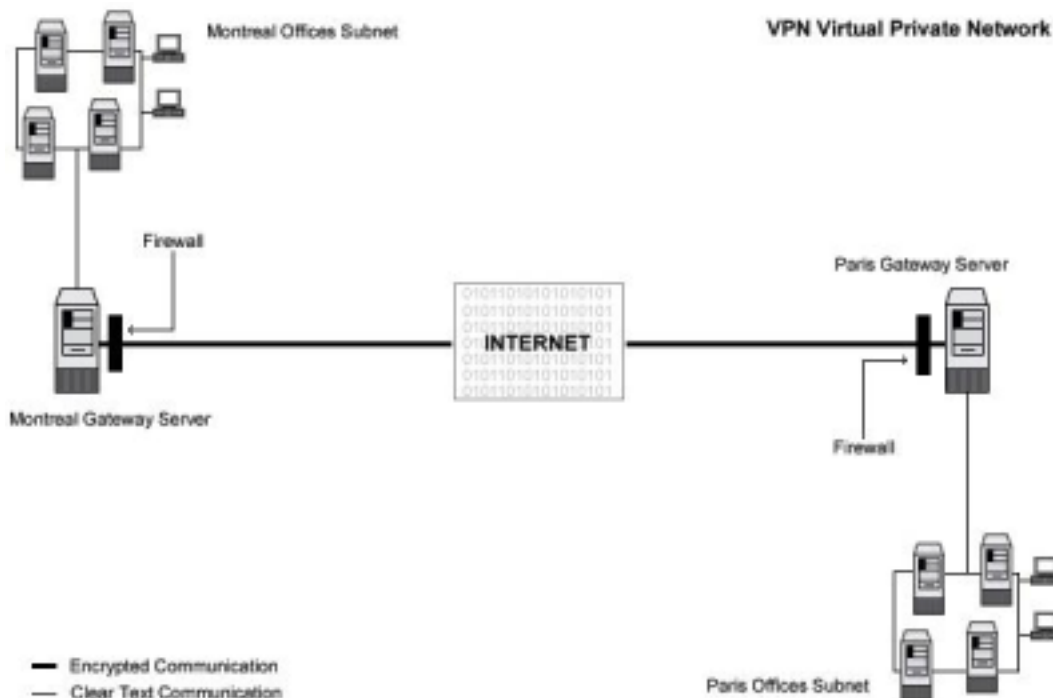 Montreal Offices Subnet
VPN Virtual Private Network
Firewall
Paris Gateway Server
010110101010101010101
INTERNET
Montreal Gateway Server
Firewall
Encrypted Communication
Clear Text Communication
Paris Offices Subnet